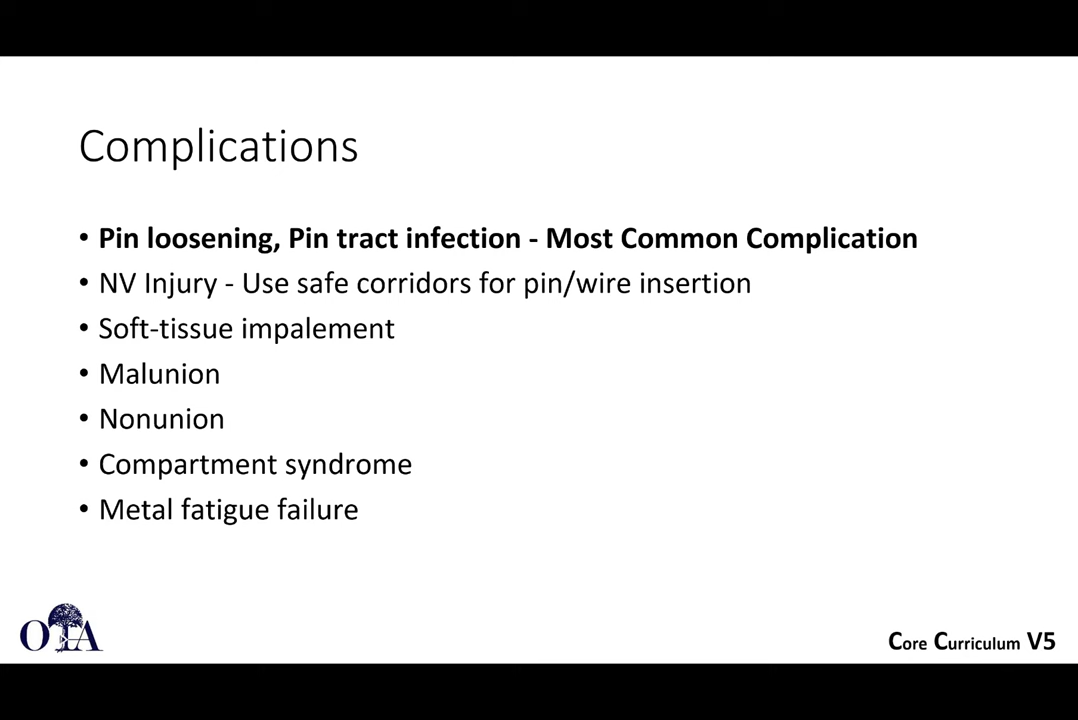 Complications
• Pin loosening, Pin tract infection - Most Common Complication
• NV Injury - Use safe corridors for pin/wire insertion
• Soft-tissue impalement
• Malunion
• Nonunion
• Compartment syndrome
• Metal fatigue failure
OTA
Core Curriculum V5